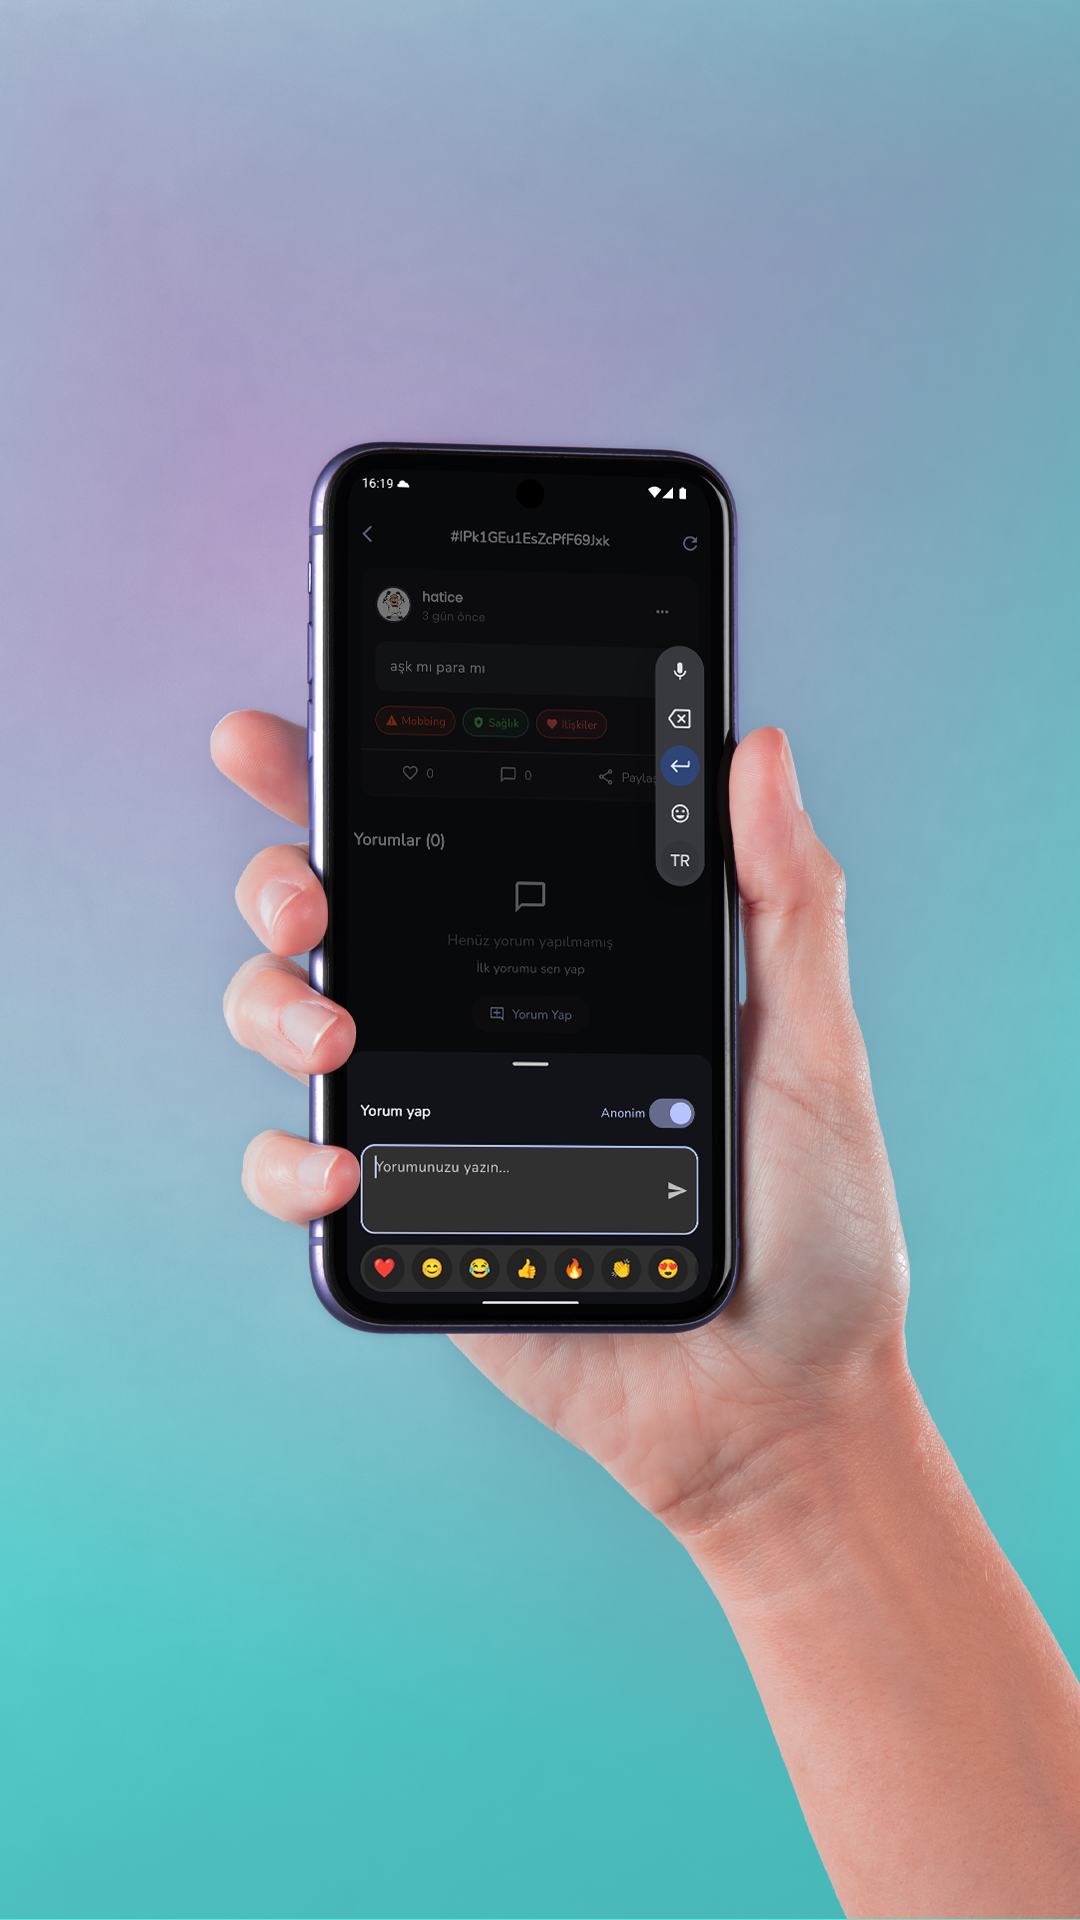 16:19
#IPk1GEu1EsZcPfF69Jxk
hatice
3 gün önce
aşk mı para mı
Mobbing Sağlık İlişkiler
0 0 Paylaş
TR
Yorumlar (0)
Henüz yorum yapılmamış
İlk yorumu sen yap
Yorum Yap
Yorum yap Anonim
Yorumunuzu yazın...